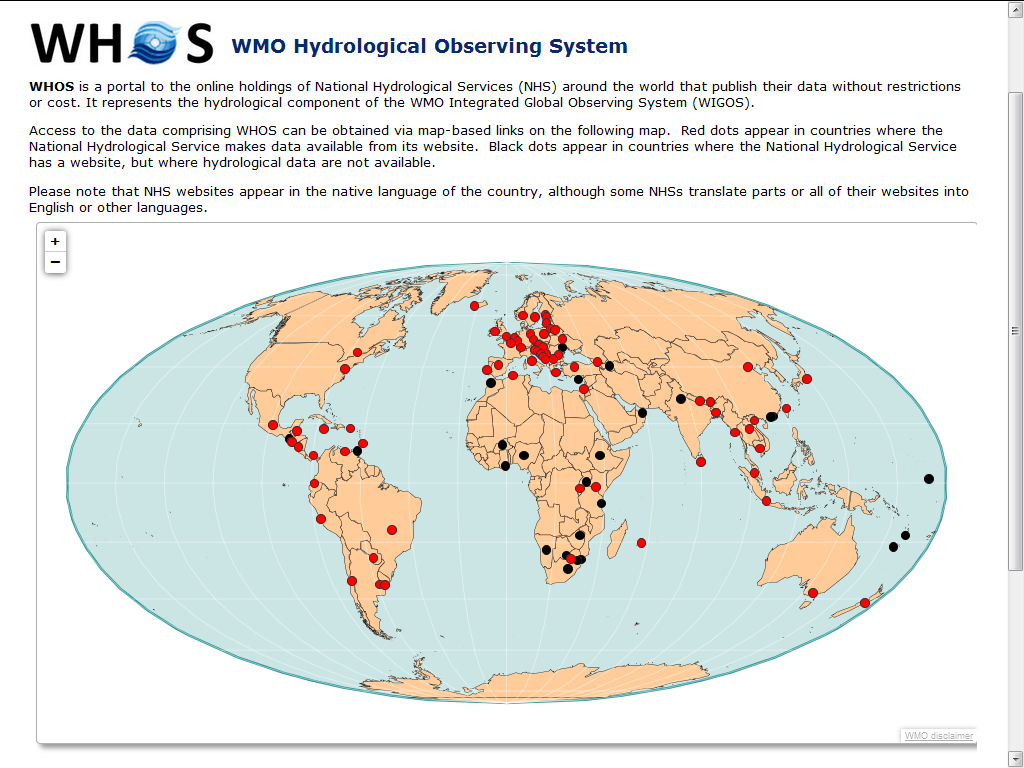 WHOS WMO Hydrological Observing System
WHOS is a portal to the online holdings of National Hydrological Services (NHS) around the world that publish their data without restrictions
or cost. It represents the hydrological component of the WMO Integrated Global Observing System (WIGOS).
Access to the data comprising WHOS can be obtained via map-based links on the following map.  Red dots appear in countries where the
National Hydrological Service makes data available from its website.  Black dots appear in countries where the National Hydrological Service
has a website, but where hydrological data are not available.
Please note that NHS websites appear in the native language of the country, although some NHSs translate parts or all of their websites into
English or other languages.
+
−
WMO disclaimer